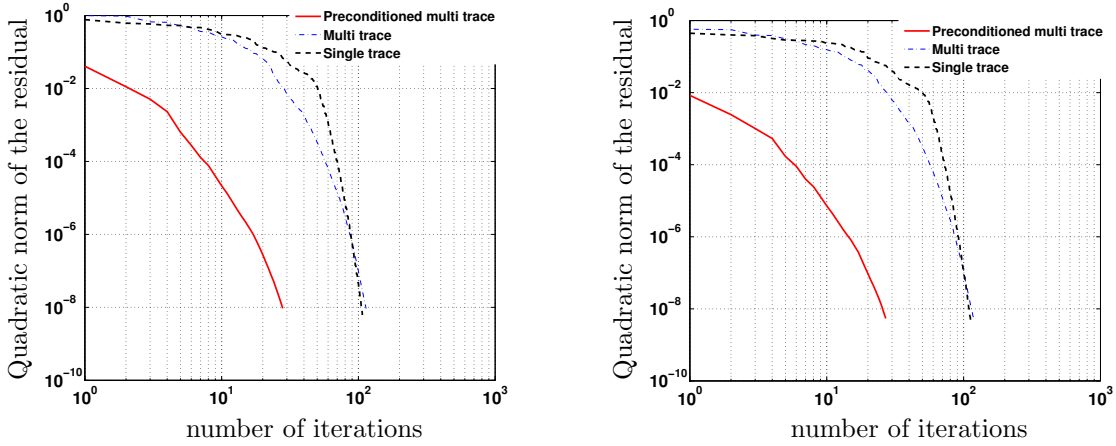 Quadratic norm of the residual
10^0
10^-2
10^-4
10^-6
10^-8
10^-10
Preconditioned multi trace
Multi trace
Single trace
10^0
10^1
10^2
10^3
number of iterations
Quadratic norm of the residual
10^0
10^-2
10^-4
10^-6
10^-8
10^-10
Preconditioned multi trace
Multi trace
Single trace
10^0
10^1
10^2
10^3
number of iterations